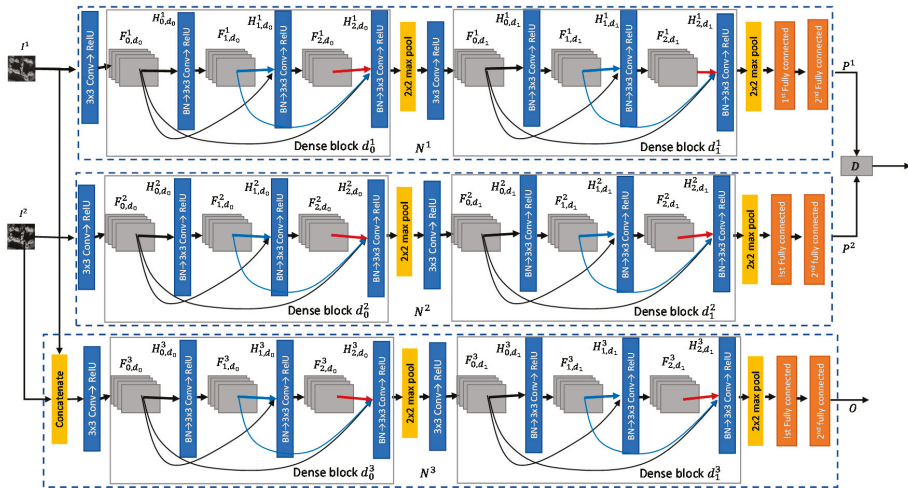 I¹
3x3 Conv→ ReLU
F¹₀,d₀
H¹₀,d₀
BN→3x3 Conv→ ReLU
F¹₁,d₀
H¹₁,d₀
BN→3x3 Conv→ ReLU
F¹₂,d₀
H¹₂,d₀
BN→3x3 Conv→ ReLU
Dense block d¹₀
2x2 max pool
N¹
3x3 Conv→ ReLU
F¹₀,d₁
H¹₀,d₁
BN→3x3 Conv→ ReLU
F¹₁,d₁
H¹₁,d₁
BN→3x3 Conv→ ReLU
F¹₂,d₁
H¹₂,d₁
BN→3x3 Conv→ ReLU
Dense block d¹₁
2x2 max pool
1ˢᵗ Fully connected
2ⁿᵈ Fully connected
P¹
D
I²
3x3 Conv→ ReLU
F²₀,d₀
H²₀,d₀
BN→3x3 Conv→ ReLU
F²₁,d₀
H²₁,d₀
BN→3x3 Conv→ ReLU
F²₂,d₀
H²₂,d₀
BN→3x3 Conv→ ReLU
Dense block d²₀
2x2 max pool
N²
3x3 Conv→ ReLU
F²₀,d₁
H²₀,d₁
BN→3x3 Conv→ ReLU
F²₁,d₁
H²₁,d₁
BN→3x3 Conv→ ReLU
F²₂,d₁
H²₂,d₁
BN→3x3 Conv→ ReLU
Dense block d²₁
2x2 max pool
!st Fully connected
2ⁿᵈ fully connected
P²
Concatenate
3x3 Conv→ ReLU
F³₀,d₀
H³₀,d₀
BN→3x3 Conv→ ReLU
F³₁,d₀
H³₁,d₀
BN→3x3 Conv→ ReLU
F³₂,d₀
H³₂,d₀
BN→3x3 Conv→ ReLU
Dense block d³₀
2x2 max pool
N³
3x3 Conv→ ReLU
F³₀,d₁
H³₀,d₁
BN→3x3 Conv→ ReLU
F³₁,d₁
H³₁,d₁
BN→3x3 Conv→ ReLU
F³₂,d₁
H³₂,d₁
BN→3x3 Conv→ ReLU
Dense block d³₁
2x2 max pool
!st Fully connected
2ⁿᵈ fully connected
O